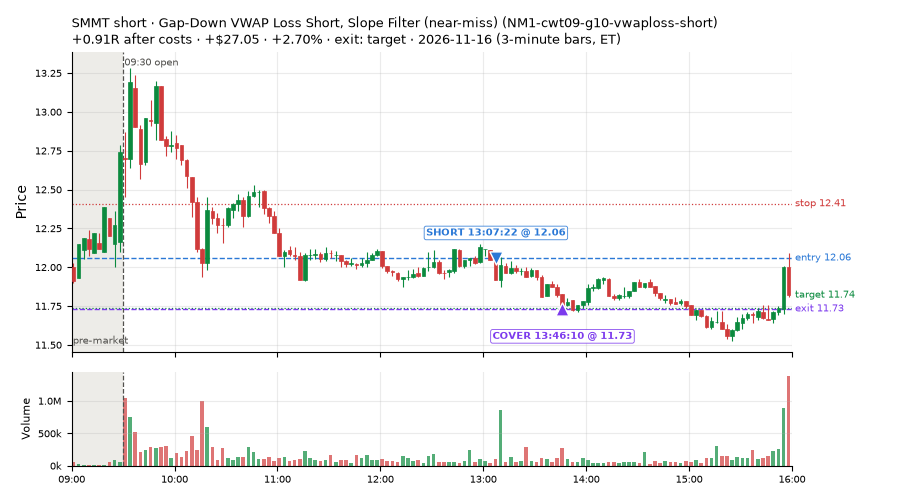 SMMT short · Gap-Down VWAP Loss Short, Slope Filter (near-miss) (NM1-cwt09-g10-vwaploss-short)
+0.91R after costs · +$27.05 · +2.70% · exit: target · 2026-11-16 (3-minute bars, ET)
09:30 open
13.25
13.00
12.75
12.50
12.25
12.00
11.75
11.50
Price
stop 12.41
SHORT 13:07:22 @ 12.06
entry 12.06
target 11.74
exit 11.73
COVER 13:46:10 @ 11.73
pre-market
1.0M
500k
0k
Volume
09:00
10:00
11:00
12:00
13:00
14:00
15:00
16:00